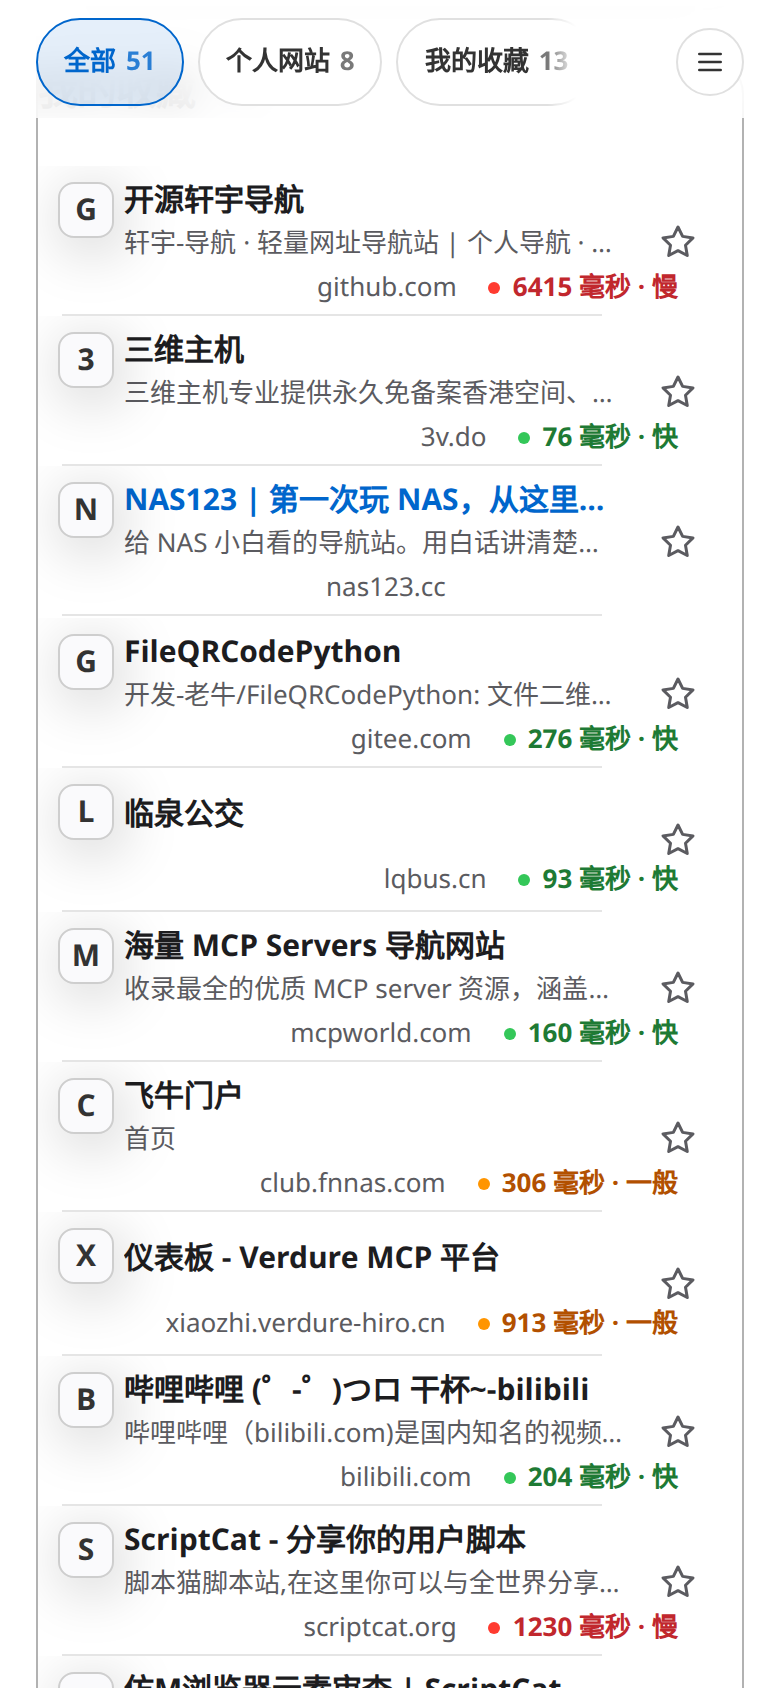 全部 51
个人网站 8
我的收藏 13
G
开源轩宇导航
轩宇-导航 · 轻量网址导航站 | 个人导航 · ...
github.com
6415 毫秒 · 慢
3
三维主机
三维主机专业提供永久免备案香港空间、...
3v.do
76 毫秒 · 快
N
NAS123 | 第一次玩 NAS，从这里...
给 NAS 小白看的导航站。用白话讲清楚...
nas123.cc
G
FileQRCodePython
开发-老牛/FileQRCodePython: 文件二维...
gitee.com
276 毫秒 · 快
L
临泉公交
lqbus.cn
93 毫秒 · 快
M
海量 MCP Servers 导航网站
收录最全的优质 MCP server 资源，涵盖...
mcpworld.com
160 毫秒 · 快
C
飞牛门户
首页
club.fnnas.com
306 毫秒 · 一般
X
仪表板 - Verdure MCP 平台
xiaozhi.verdure-hiro.cn
913 毫秒 · 一般
B
哔哩哔哩 (゜-゜)つロ 干杯~-bilibili
哔哩哔哩（bilibili.com)是国内知名的视频...
bilibili.com
204 毫秒 · 快
S
ScriptCat - 分享你的用户脚本
脚本猫脚本站,在这里你可以与全世界分享...
scriptcat.org
1230 毫秒 · 慢
仿M浏览器元素审查 | ScriptCat